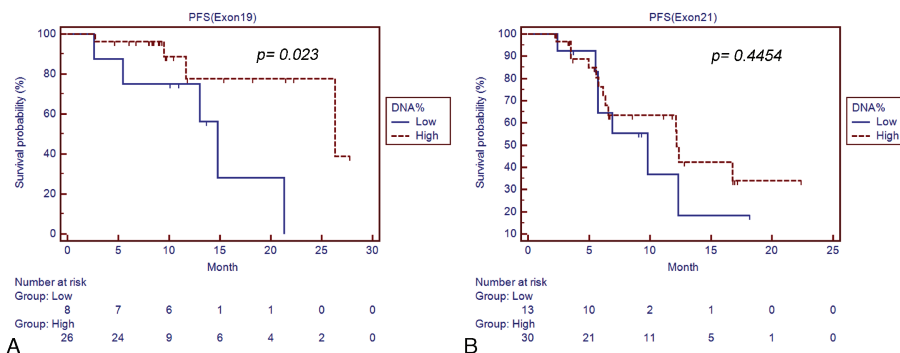 PFS(Exon19)
p= 0.023
Survival probability (%)
100
80
60
40
20
0
0 5 10 15 20 25 30
Month
DNA%
Low
High
Number at risk
Group: Low
8 7 6 1 1 0 0
Group: High
26 24 9 6 4 2 0
A
PFS(Exon21)
p= 0.4454
Survival probability (%)
100
90
80
70
60
50
40
30
20
10
0 5 10 15 20 25
Month
DNA%
Low
High
Number at risk
Group: Low
13 10 2 1 0 0
Group: High
30 21 11 5 1 0
B